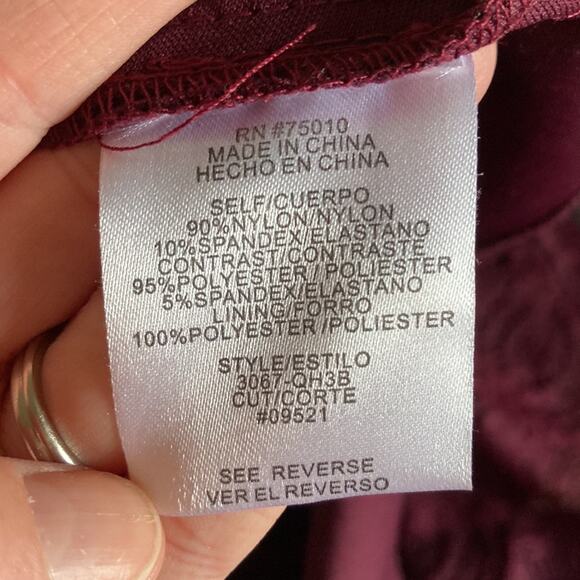 RN #75010
MADE IN CHINA
HECHO EN CHINA
SELF/CUERPO
90%NYLON/NYLON
10%SPANDEX/ELASTANO
CONTRAST/CONTRASTE
95%POLYESTER/POLIESTER
5%SPANDEX/ELASTANO
LINING/FORRO
100%POLYESTER/POLIESTER
STYLE/ESTILO
3067-QH3B
CUT/CORTE
#09521
SEE REVERSE
VER EL REVERSO